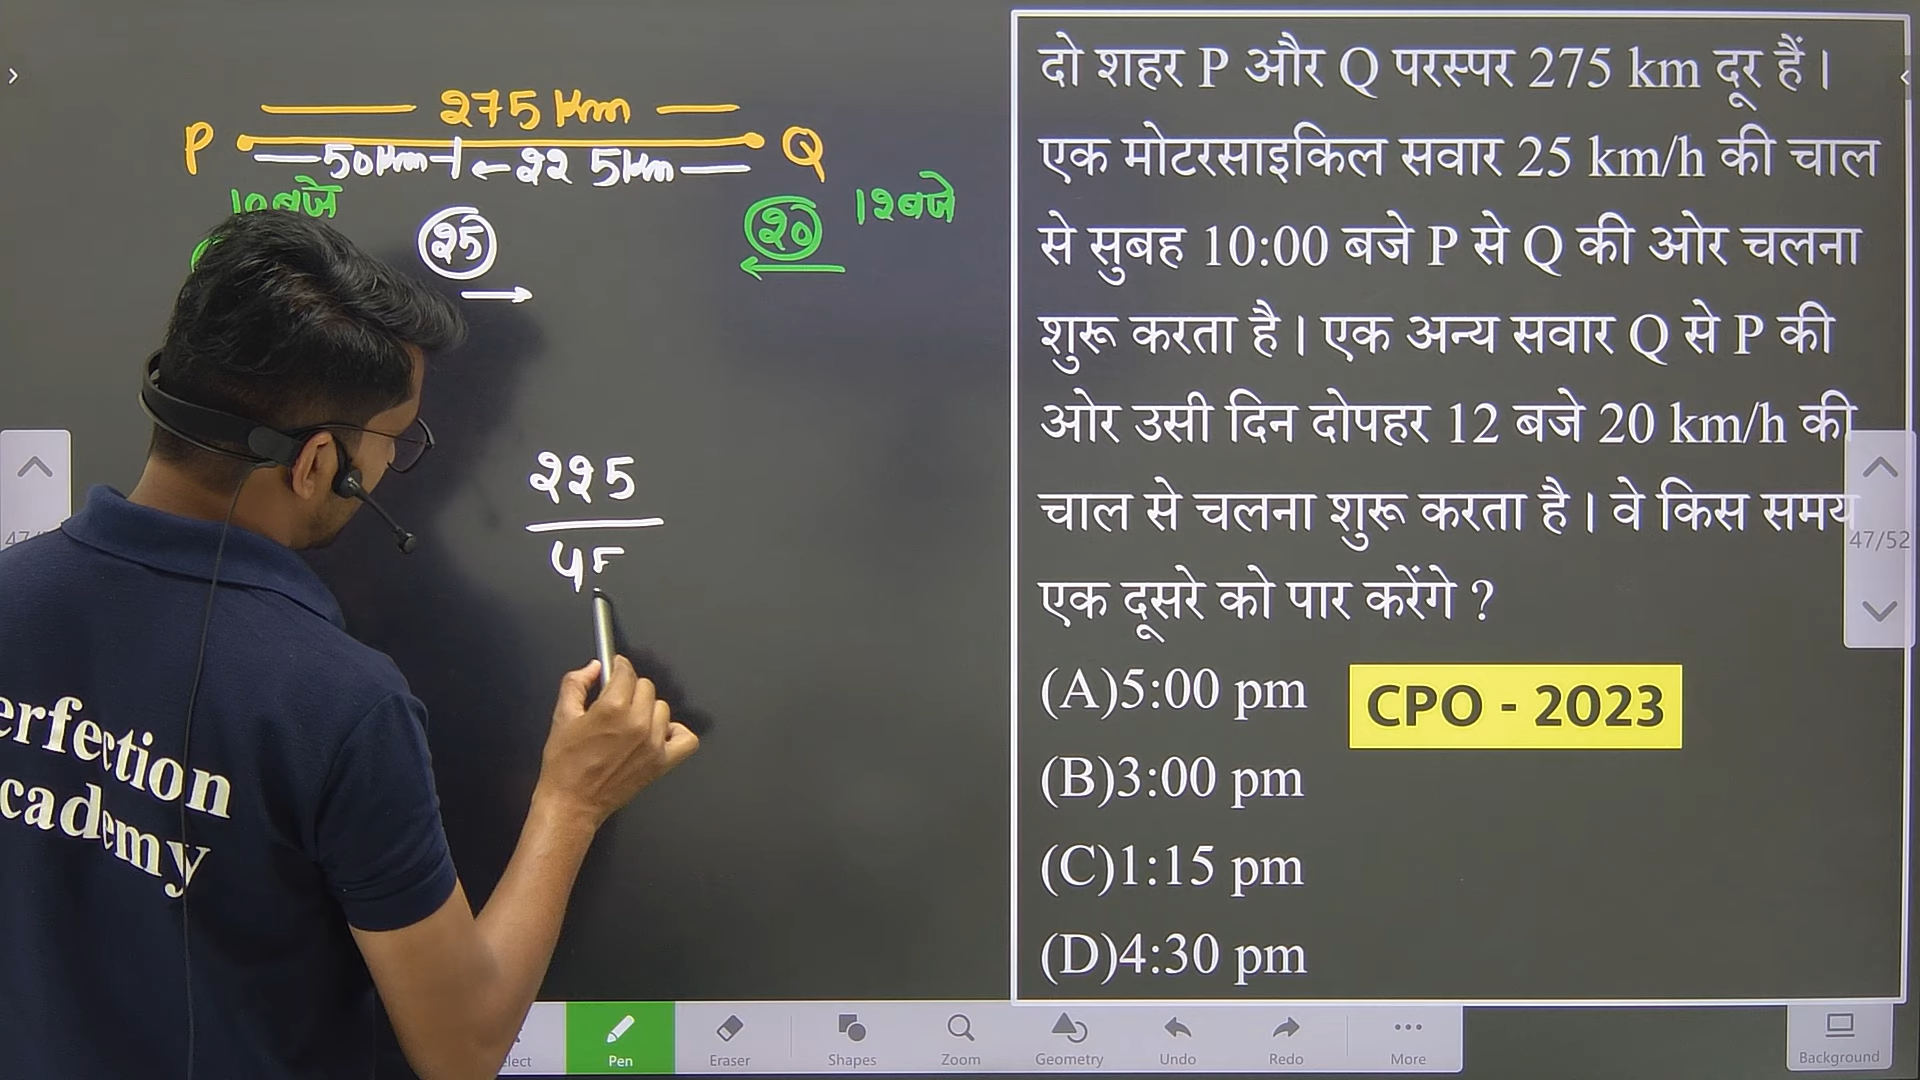 275 Km
P
Q
50Km
225Km
10बजे
25
20
12बजे
225
45
दो शहर P और Q परस्पर 275 km दूर हैं।
एक मोटरसाइकिल सवार 25 km/h की चाल
से सुबह 10:00 बजे P से Q की ओर चलना
शुरू करता है। एक अन्य सवार Q से P की
ओर उसी दिन दोपहर 12 बजे 20 km/h की
चाल से चलना शुरू करता है। वे किस समय
एक दूसरे को पार करेंगे ?
(A)5:00 pm
CPO - 2023
(B)3:00 pm
(C)1:15 pm
(D)4:30 pm
47/52
erfection
cademy
elect
Pen
Eraser
Shapes
Zoom
Geometry
Undo
Redo
More
Background